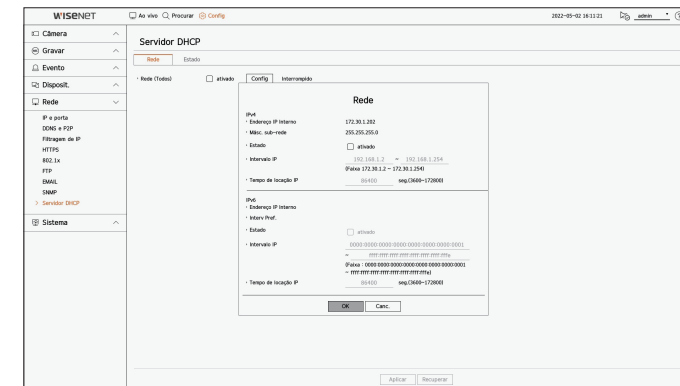 WISENET
Ao vivo Procurar Config 2022-05-02 16:11:21 admin
Câmera
Gravar
Evento
Disposit.
Rede
IP e porta
DDNS e P2P
Filtragem de IP
HTTPS
802.1x
FTP
EMAIL
SNMP
> Servidor DHCP
Sistema
Servidor DHCP
Rede Estado
Rede (Todos) ativado Config Interrompido
Rede
IPv4
Endereço IP Interno 172.30.1.202
Másc. sub-rede 255.255.255.0
Estado ativado
Intervalo IP 192.168.1.2 ~ 192.168.1.254
(Faixa 172.30.1.2 ~ 172.30.1.254)
Tempo de locação IP 86400 seg.(3600~172800)
IPv6
Endereço IP Interno
Interv Pref.
Estado ativado
Intervalo IP 0000:0000:0000:0000:0000:0000:0000:0001
~ ffff:ffff:ffff:ffff:ffff:ffff:ffff:fffe
(Faixa : 0000:0000:0000:0000:0000:0000:0000:0001
~ ffff:ffff:ffff:ffff:ffff:ffff:ffff:fffe)
Tempo de locação IP 86400 seg.(3600~172800)
OK Canc.
Aplicar Recuperar